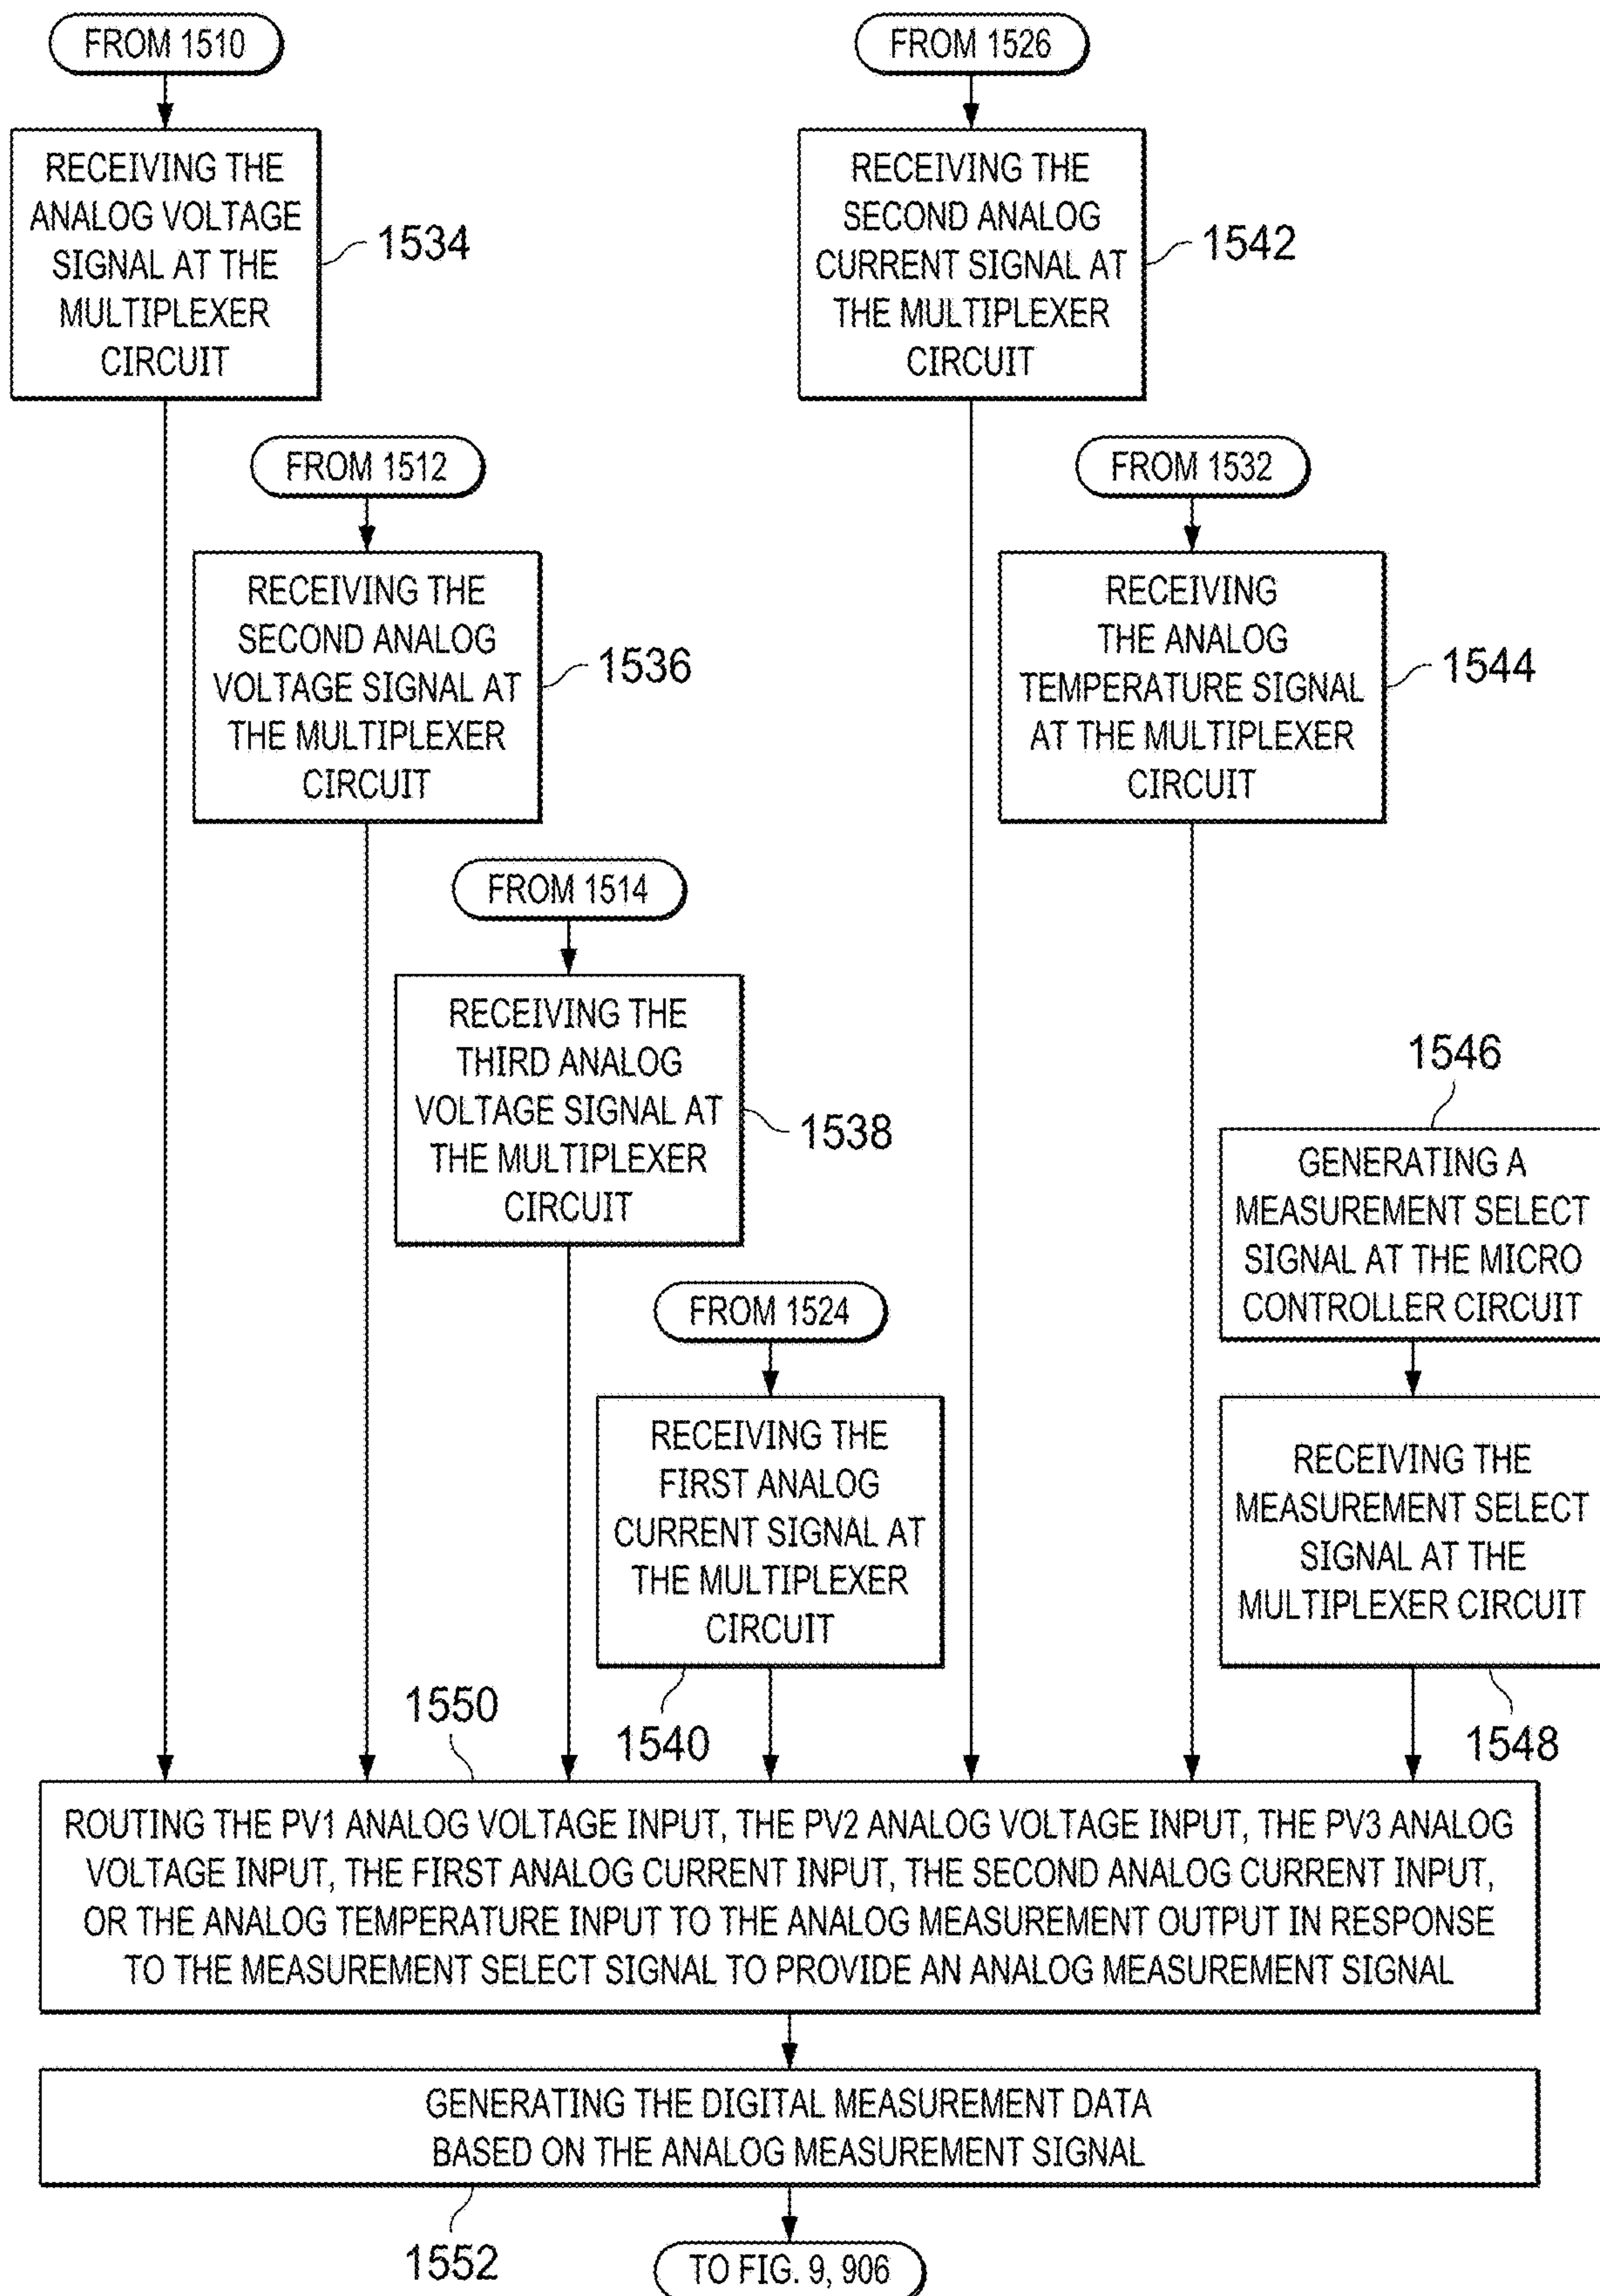 FROM 1510
RECEIVING THE
ANALOG VOLTAGE
SIGNAL AT THE
MULTIPLEXER
CIRCUIT
1534
FROM 1526
RECEIVING THE
SECOND ANALOG
CURRENT SIGNAL AT
THE MULTIPLEXER
CIRCUIT
1542
FROM 1512
RECEIVING THE
SECOND ANALOG
VOLTAGE SIGNAL AT
THE MULTIPLEXER
CIRCUIT
1536
FROM 1532
RECEIVING
THE ANALOG
TEMPERATURE SIGNAL
AT THE MULTIPLEXER
CIRCUIT
1544
FROM 1514
RECEIVING THE
THIRD ANALOG
VOLTAGE SIGNAL AT
THE MULTIPLEXER
CIRCUIT
1538
1546
GENERATING A
MEASUREMENT SELECT
SIGNAL AT THE MICRO
CONTROLLER CIRCUIT
FROM 1524
RECEIVING THE
FIRST ANALOG
CURRENT SIGNAL AT
THE MULTIPLEXER
CIRCUIT
1540
RECEIVING THE
MEASUREMENT SELECT
SIGNAL AT THE
MULTIPLEXER CIRCUIT
1548
1550
ROUTING THE PV1 ANALOG VOLTAGE INPUT, THE PV2 ANALOG VOLTAGE INPUT, THE PV3 ANALOG
VOLTAGE INPUT, THE FIRST ANALOG CURRENT INPUT, THE SECOND ANALOG CURRENT INPUT,
OR THE ANALOG TEMPERATURE INPUT TO THE ANALOG MEASUREMENT OUTPUT IN RESPONSE
TO THE MEASUREMENT SELECT SIGNAL TO PROVIDE AN ANALOG MEASUREMENT SIGNAL
GENERATING THE DIGITAL MEASUREMENT DATA
BASED ON THE ANALOG MEASUREMENT SIGNAL
1552
TO FIG. 9, 906